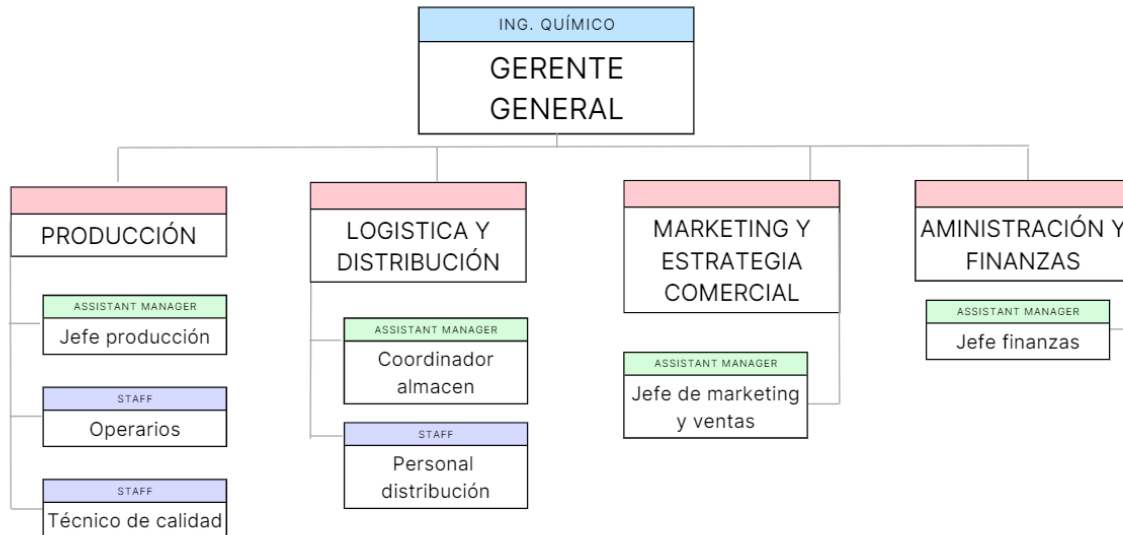 ING. QUÍMICO
GERENTE
GENERAL
PRODUCCIÓN
ASSISTANT MANAGER
Jefe producción
STAFF
Operarios
STAFF
Técnico de calidad
LOGISTICA Y
DISTRIBUCIÓN
ASSISTANT MANAGER
Coordinador
almacen
STAFF
Personal
distribución
MARKETING Y
ESTRATEGIA
COMERCIAL
ASSISTANT MANAGER
Jefe de marketing
y ventas
AMINISTRACIÓN Y
FINANZAS
ASSISTANT MANAGER
Jefe finanzas